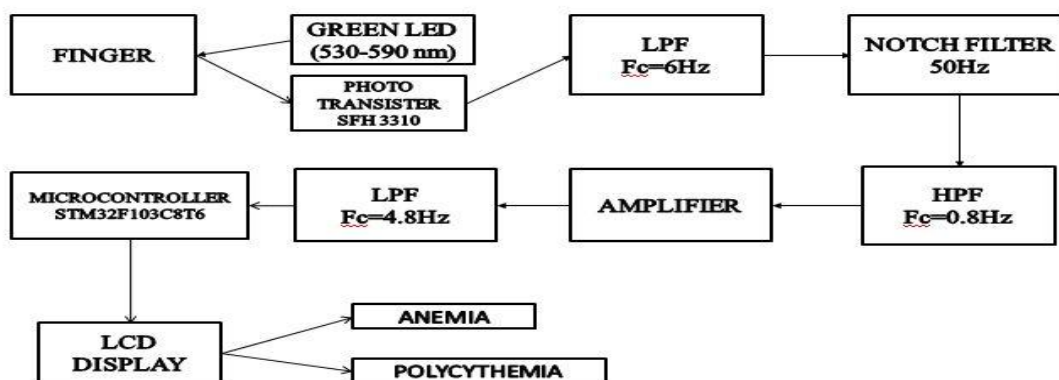 FINGER
GREEN LED
(530-590 nm)
PHOTO
TRANSISTER
SFH 3310
LPF
Fc=6Hz
NOTCH FILTER
50Hz
MICROCONTROLLER
STM32F103C8T6
LPF
Fc=4.8Hz
AMPLIFIER
HPF
Fc=0.8Hz
LCD
DISPLAY
ANEMIA
POLYCYTHEMIA